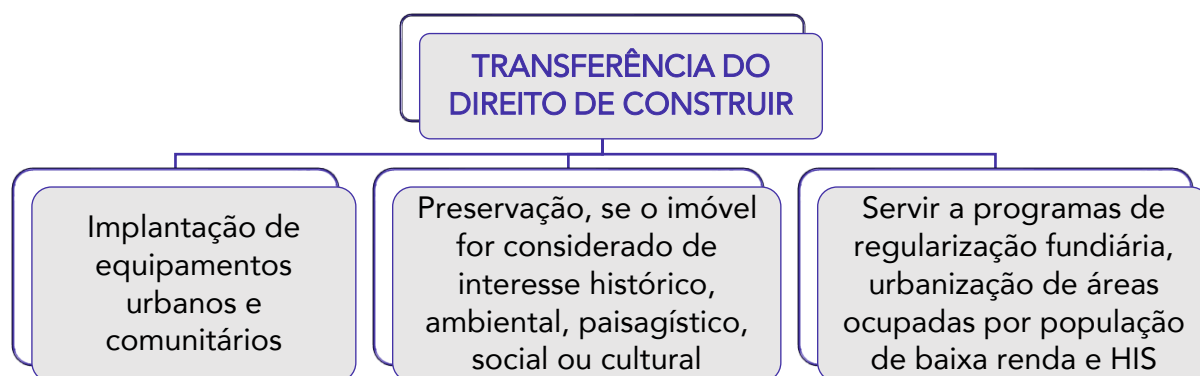 TRANSFERÊNCIA DO
DIREITO DE CONSTRUIR
Implantação de
equipamentos
urbanos e
comunitários
Preservação, se o imóvel
for considerado de
interesse histórico,
ambiental, paisagístico,
social ou cultural
Servir a programas de
regularização fundiária,
urbanização de áreas
ocupadas por população
de baixa renda e HIS